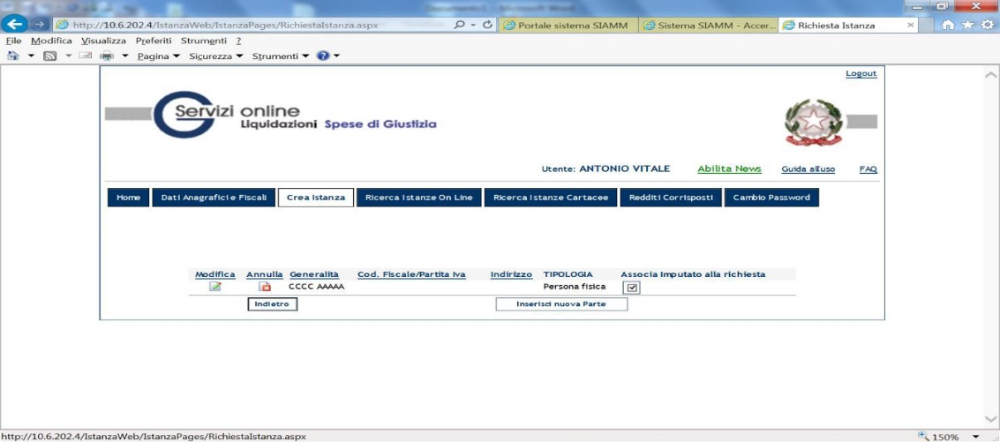 http://10.6.202.4/IstanzaWeb/IstanzaPages/RichiestaIstanza.aspx
Portale sistema SIAMM
Sistema SIAMM - Accer...
Richiesta Istanza
File Modifica Visualizza Preferiti Strumenti ?
Pagina Sicurezza Strumenti
Logout
Servizi online
Liquidazioni Spese di Giustizia
Utente: ANTONIO VITALE Abilita News Guida all'uso FAQ
Home Dati Anagrafici e Fiscali Crea Istanza Ricerca Istanze On Line Ricerca Istanze Cartacee Redditi Corrisposti Cambio Password
Modifica Annulla Generalità Cod. Fiscale/Partita Iva Indirizzo TIPOLOGIA Associa Imputato alla richiesta
CCCC AAAAA Persona fisica
Indietro Inserisci nuova Parte
http://10.6.202.4/IstanzaWeb/IstanzaPages/RichiestaIstanza.aspx
150%